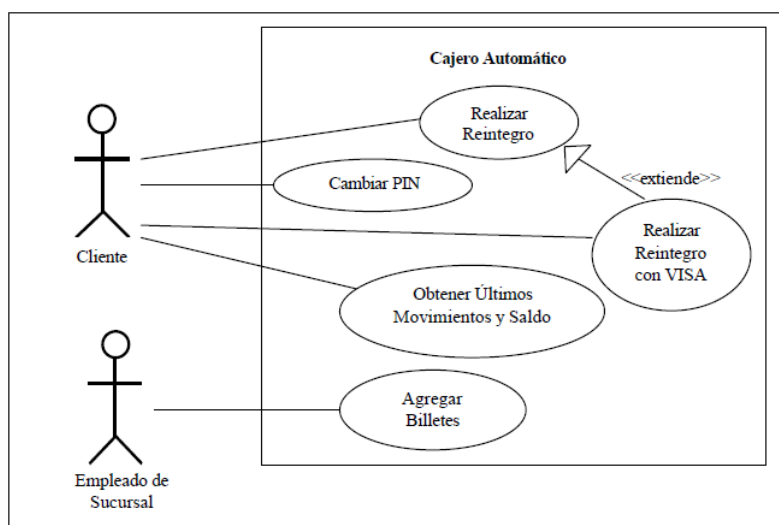 Cajero Automático
Realizar
Reintegro
Cambiar PIN
<<extiende>>
Realizar
Reintegro
con VISA
Cliente
Obtener Últimos
Movimientos y Saldo
Agregar
Billetes
Empleado de
Sucursal